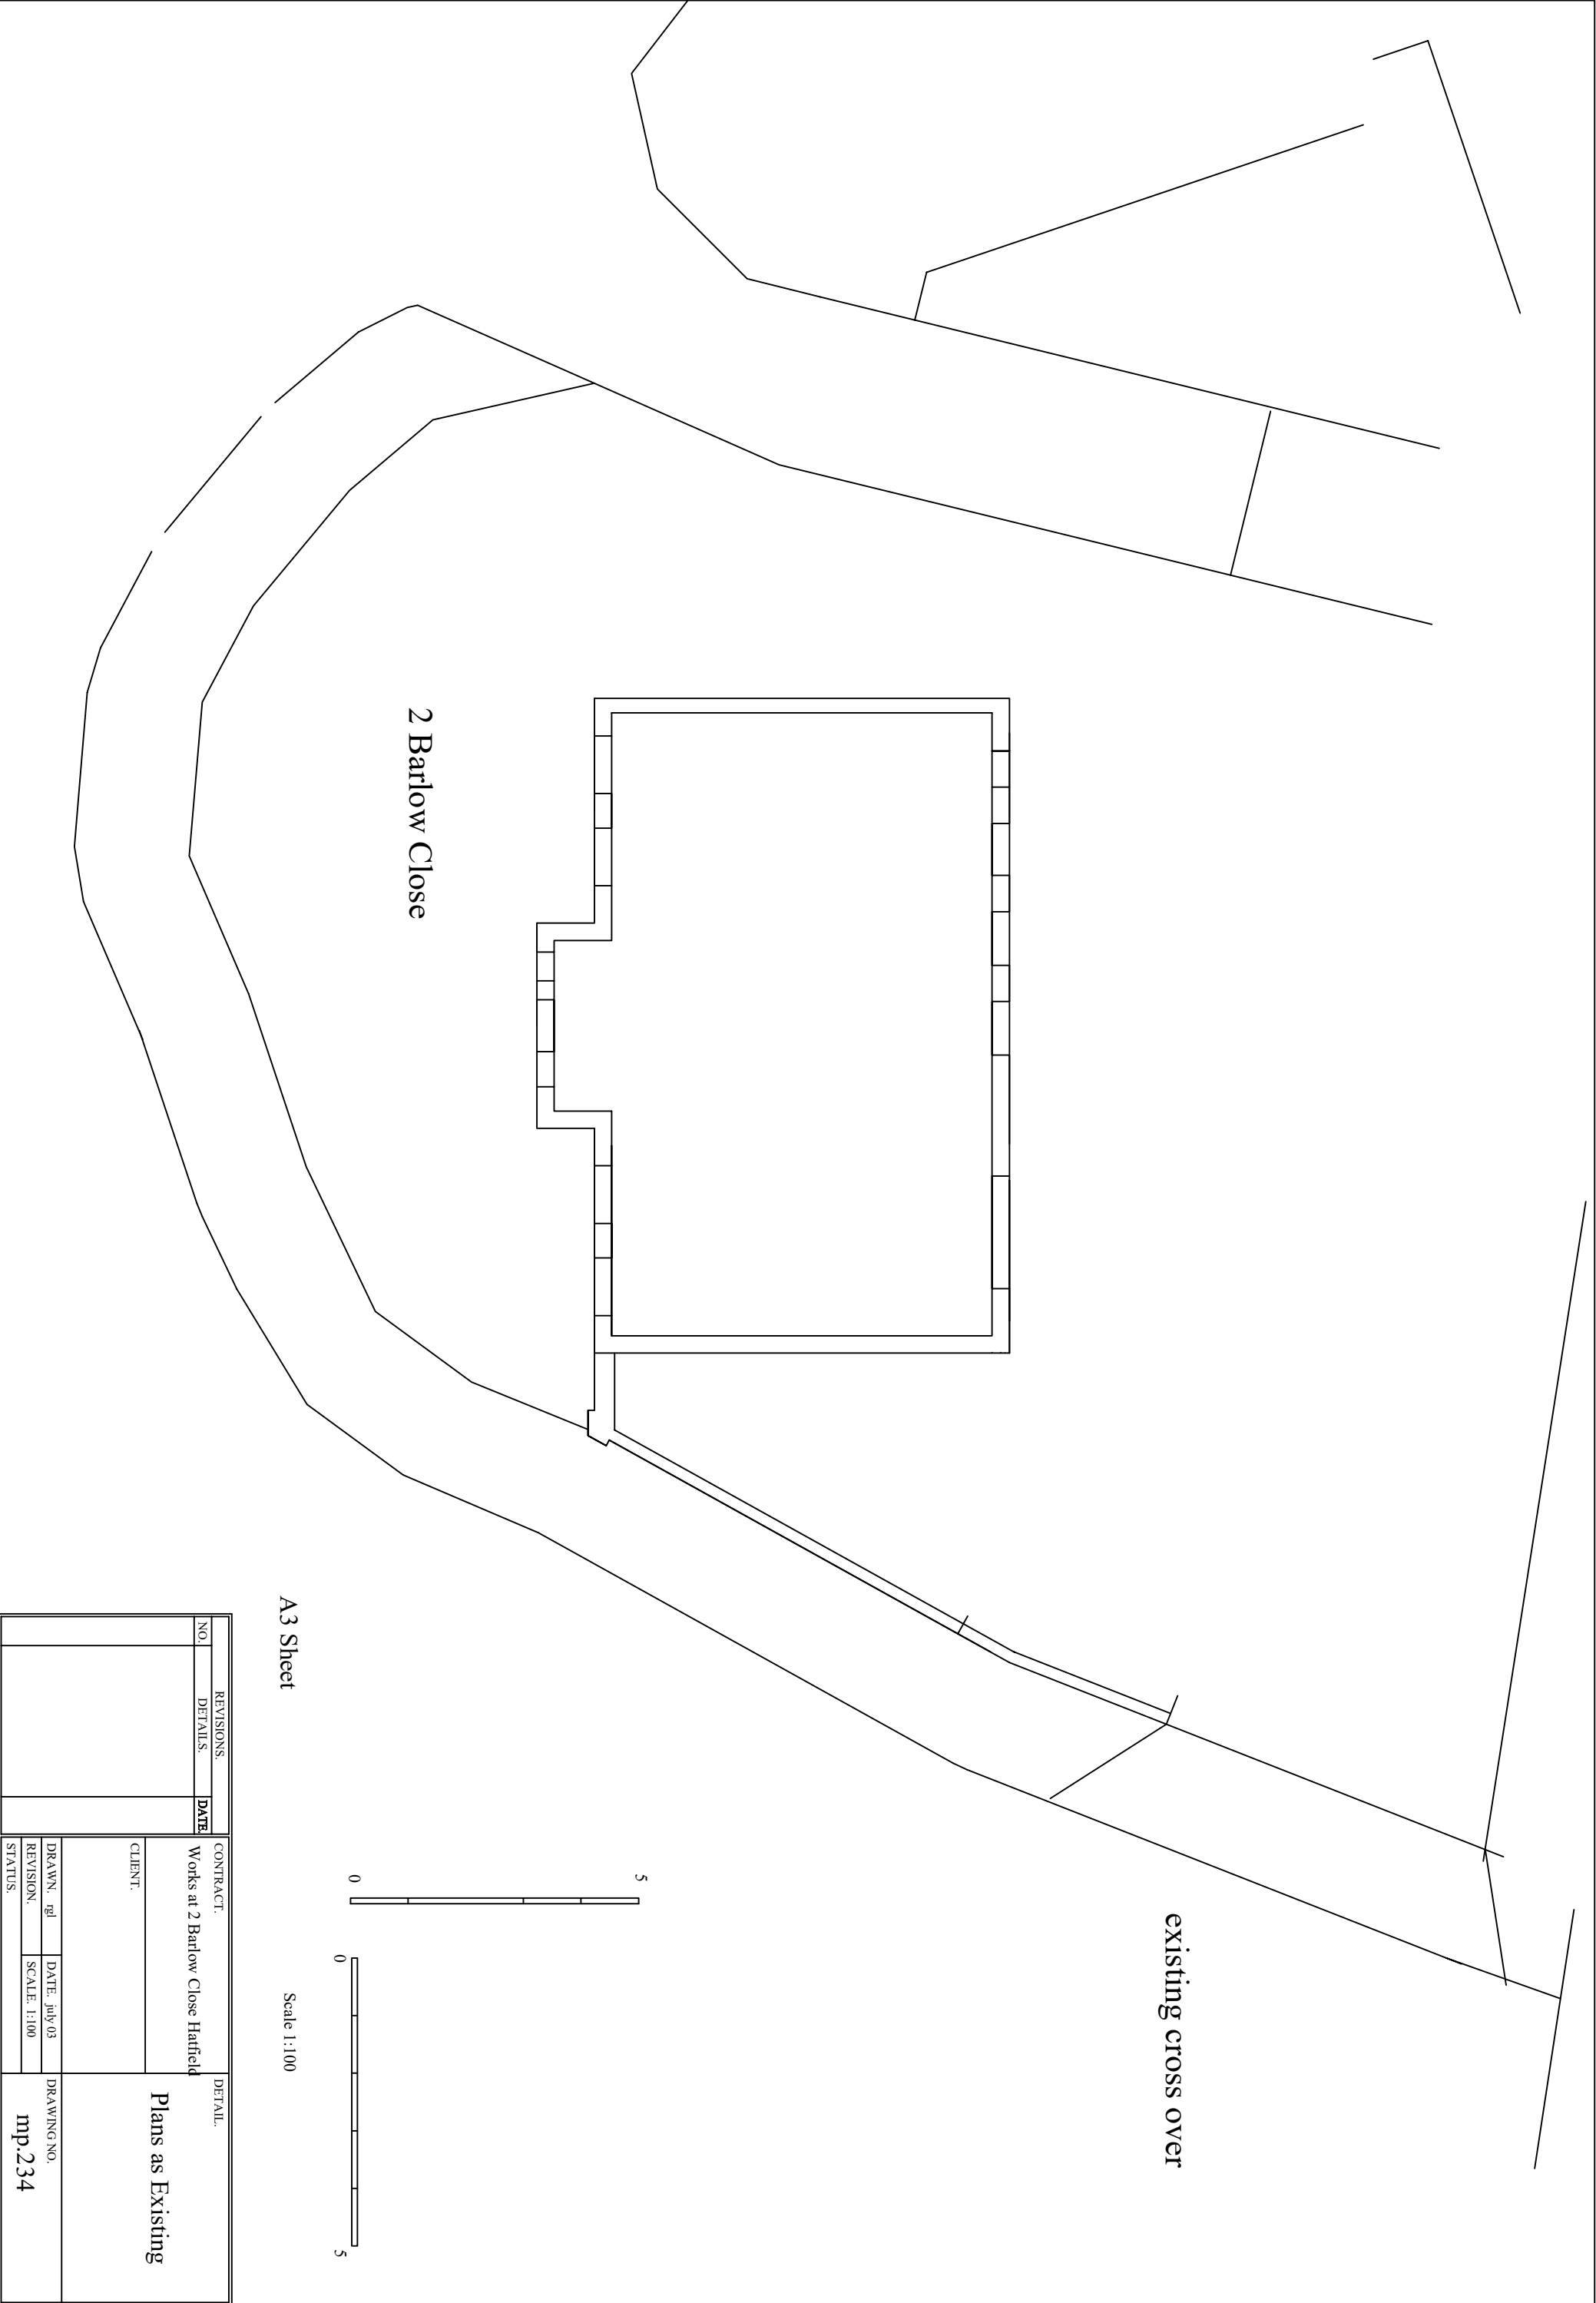 2 Barlow Close
existing cross over
A3 Sheet
0
5
0
5
Scale 1:100
REVISIONS.
NO.
DETAILS.
DATE.
CONTRACT.
Works at 2 Barlow Close Hatfield
CLIENT.
DRAWN. rgl
DATE. july 03
REVISION.
SCALE. 1:100
STATUS.
DETAIL.
Plans as Existing
DRAWING NO.
mp.234